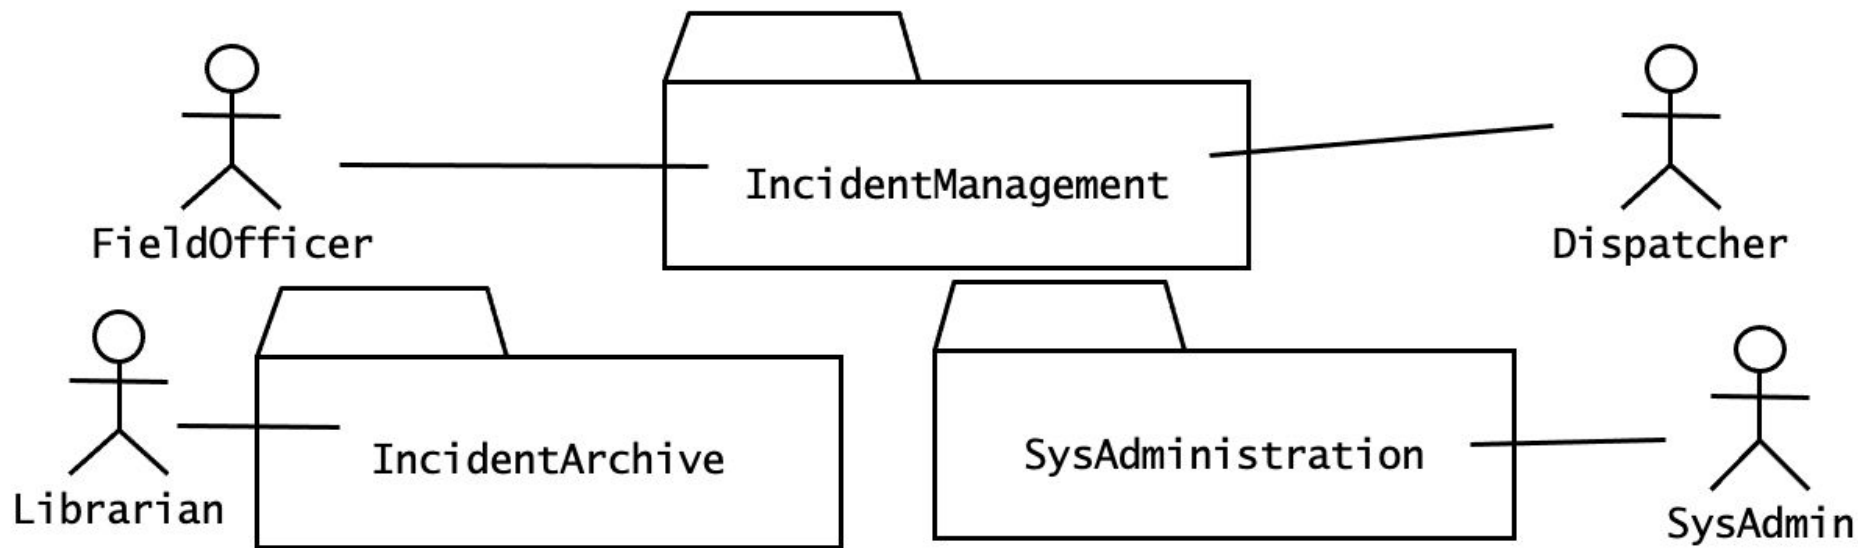 IncidentManagement
FieldOfficer
Dispatcher
IncidentArchive
SysAdministration
Librarian
SysAdmin